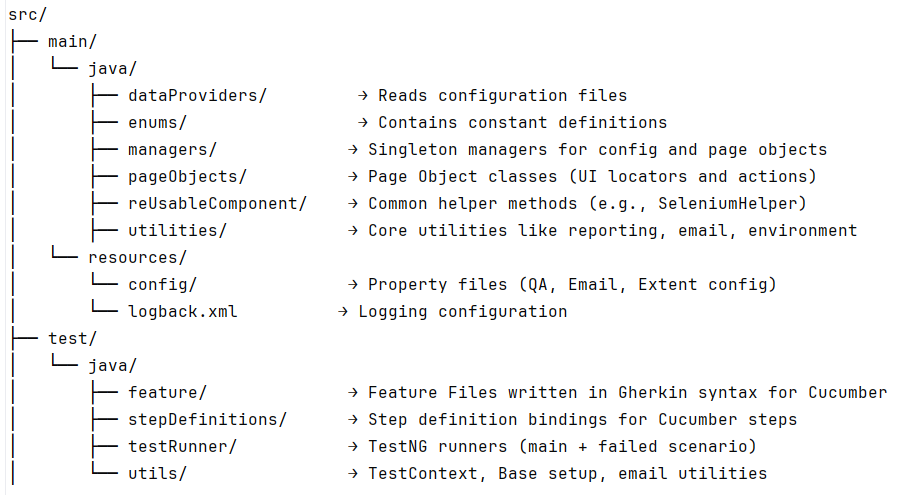 src/
├── main/
│   └── java/
│       ├── dataProviders/         → Reads configuration files
│       ├── enums/                 → Contains constant definitions
│       ├── managers/             → Singleton managers for config and page objects
│       ├── pageObjects/          → Page Object classes (UI locators and actions)
│       ├── reUsableComponent/    → Common helper methods (e.g., SeleniumHelper)
│       ├── utilities/            → Core utilities like reporting, email, environment
│   └── resources/
│       └── config/               → Property files (QA, Email, Extent config)
│       └── logback.xml          → Logging configuration
├── test/
│   └── java/
│       ├── feature/              → Feature Files written in Gherkin syntax for Cucumber
│       ├── stepDefinitions/      → Step definition bindings for Cucumber steps
│       ├── testRunner/           → TestNG runners (main + failed scenario)
│       └── utils/                → TestContext, Base setup, email utilities